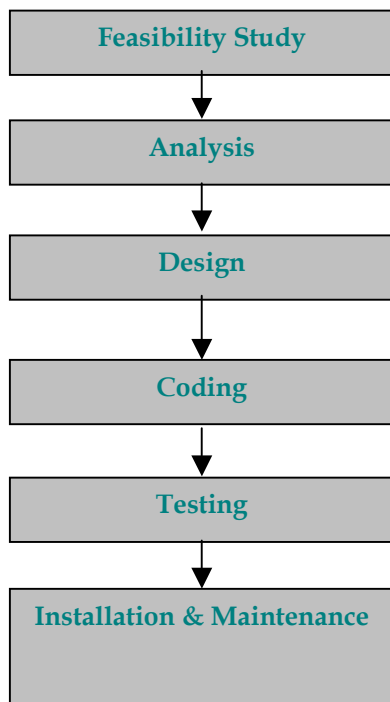 Feasibility Study
Analysis
Design
Coding
Testing
Installation & Maintenance